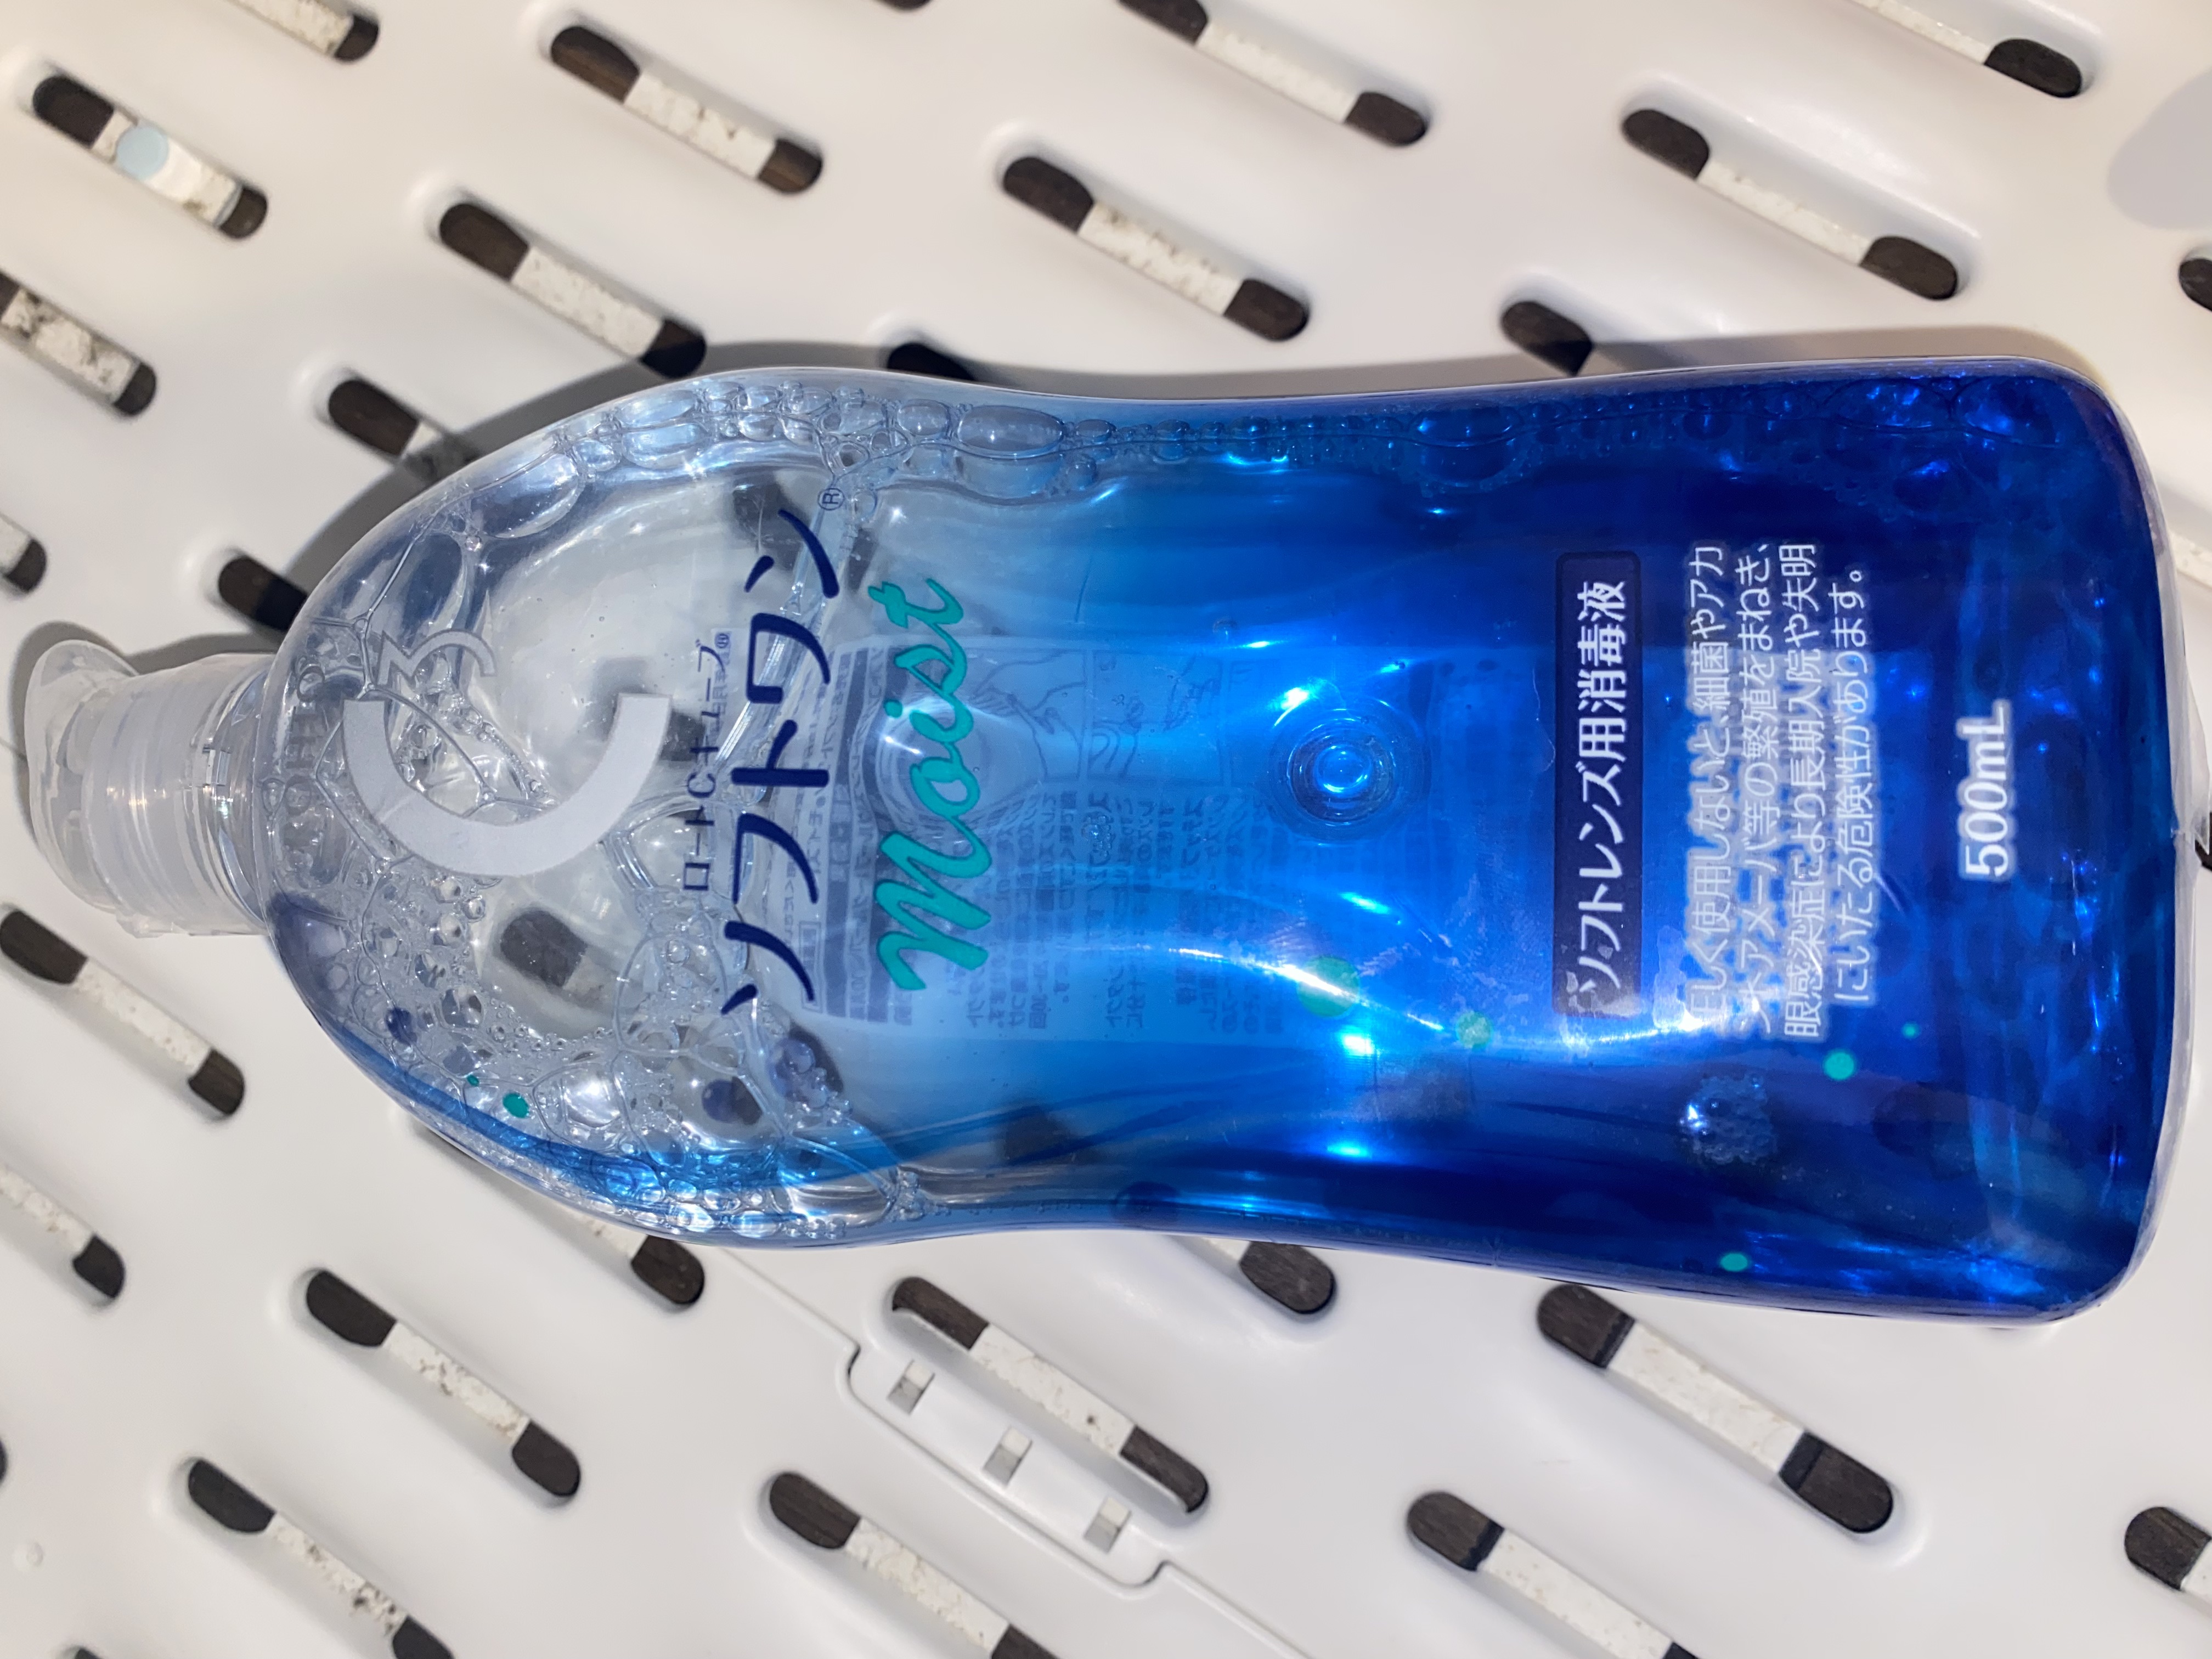 ROHTO
C3
ロートCキューブ®
ソフトワン®
Moist
ソフトレンズ用消毒液
正しく使用しないと、細菌やアカ
ントアメーバ等の繁殖をまねき、
眼感染症により長期入院や失明
にいたる危険性があります。
500mL